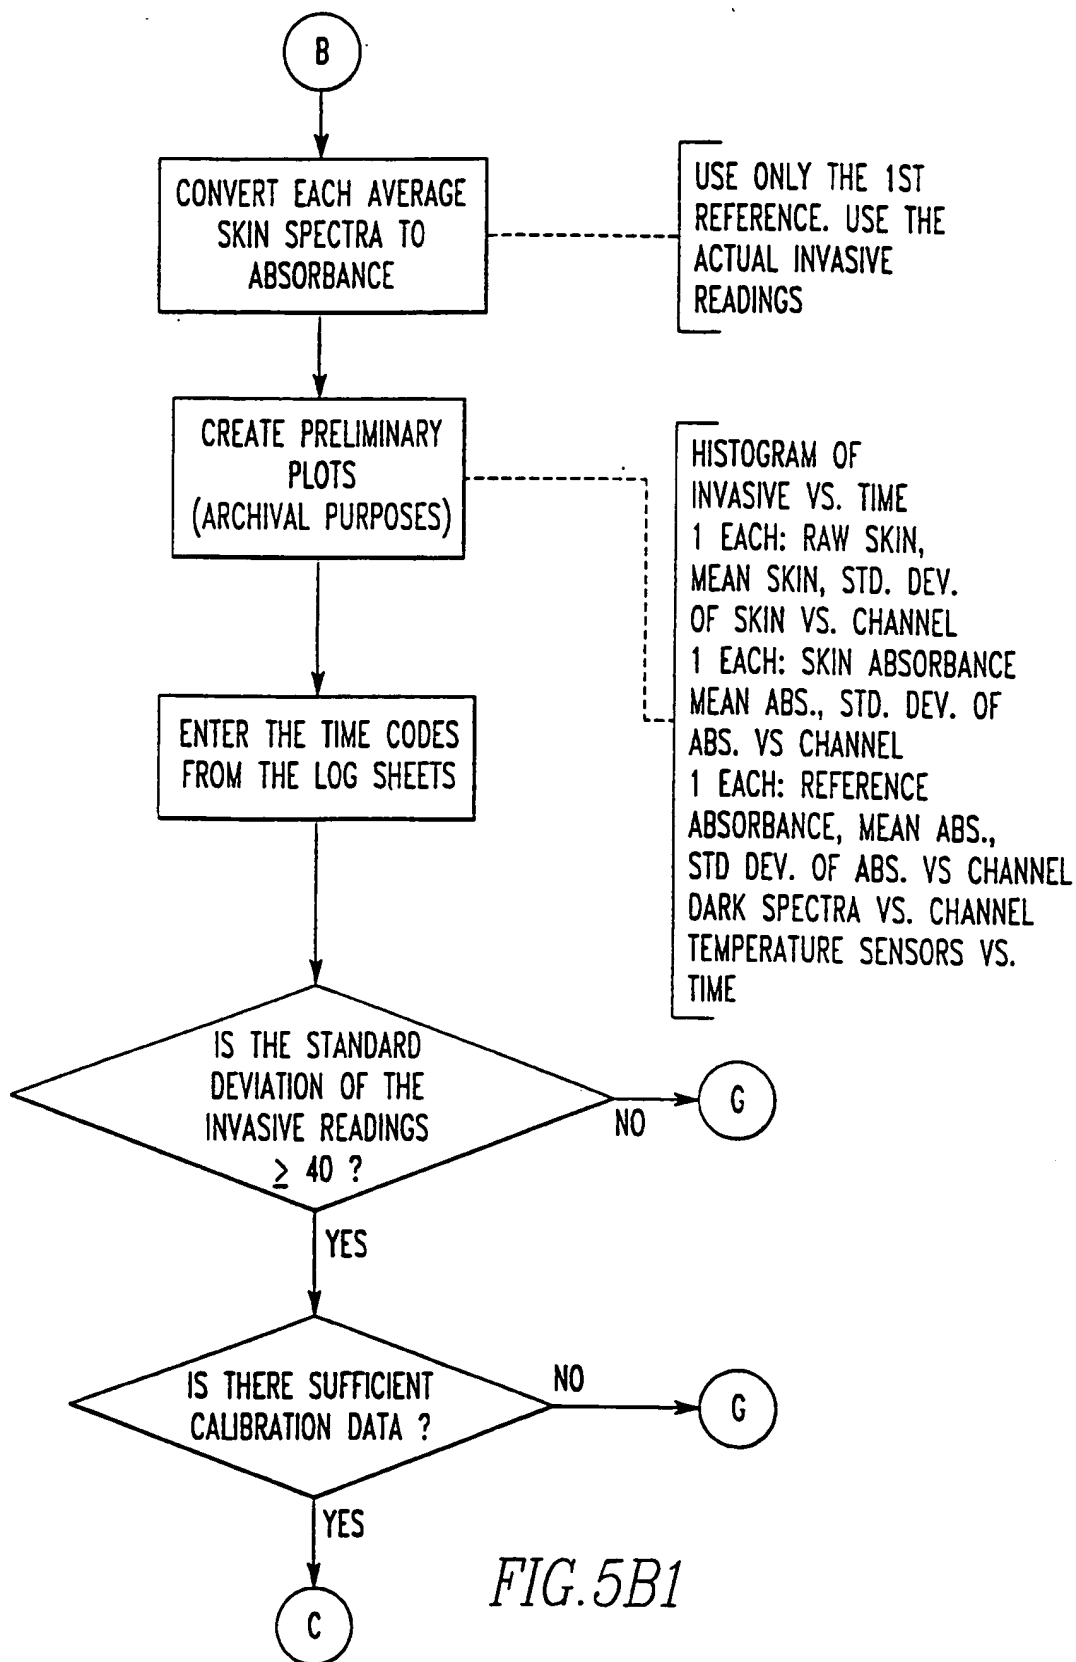 B
CONVERT EACH AVERAGE
SKIN SPECTRA TO
ABSORBANCE
USE ONLY THE 1ST
REFERENCE. USE THE
ACTUAL INVASIVE
READINGS
CREATE PRELIMINARY
PLOTS
(ARCHIVAL PURPOSES)
HISTOGRAM OF
INVASIVE VS. TIME
1 EACH: RAW SKIN,
MEAN SKIN, STD. DEV.
OF SKIN VS. CHANNEL
1 EACH: SKIN ABSORBANCE
MEAN ABS., STD. DEV. OF
ABS. VS CHANNEL
1 EACH: REFERENCE
ABSORBANCE, MEAN ABS.,
STD DEV. OF ABS. VS CHANNEL
DARK SPECTRA VS. CHANNEL
TEMPERATURE SENSORS VS.
TIME
ENTER THE TIME CODES
FROM THE LOG SHEETS
IS THE STANDARD
DEVIATION OF THE
INVASIVE READINGS
≥ 40 ?
NO
G
YES
IS THERE SUFFICIENT
CALIBRATION DATA ?
NO
G
YES
C
FIG.5B1